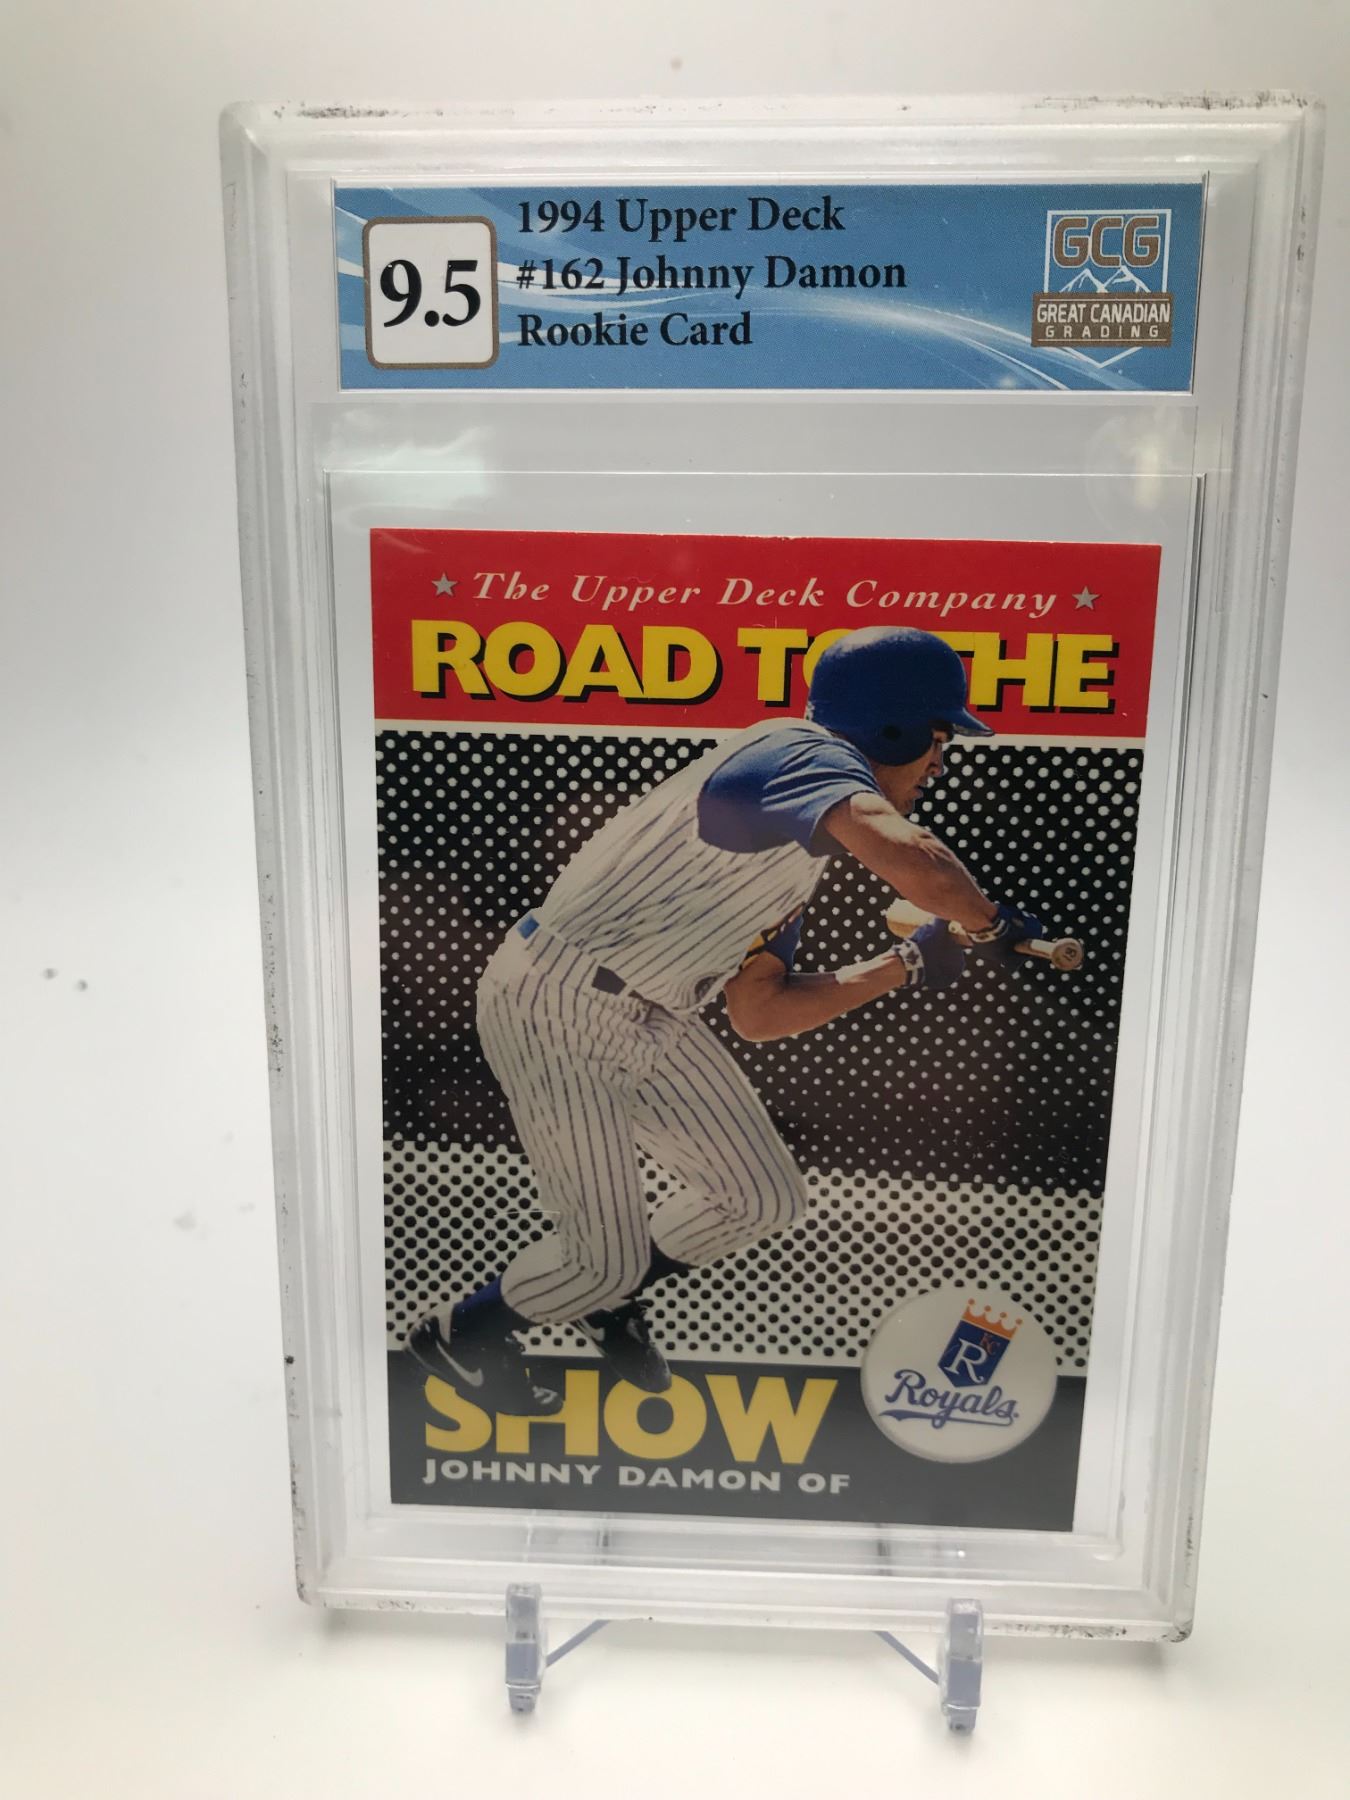 9.5
1994 Upper Deck
#162 Johnny Damon
Rookie Card
GCG
GREAT CANADIAN
GRADING
The Upper Deck Company
ROAD TO THE
SHOW
JOHNNY DAMON OF
KC
R
Royals